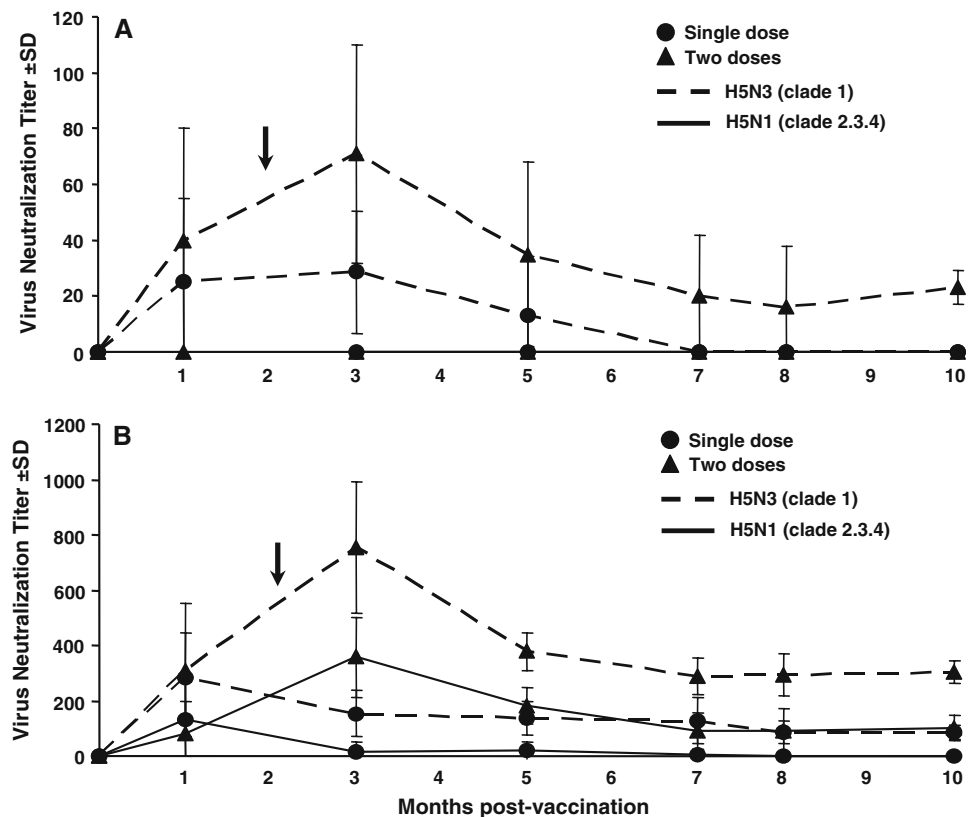 A
Virus Neutralization Titer ±SD
120
100
80
60
40
20
0
Single dose
Two doses
H5N3 (clade 1)
H5N1 (clade 2.3.4)
1 2 3 4 5 6 7 8 9 10
B
Virus Neutralization Titer ±SD
1200
1000
800
600
400
200
0
Single dose
Two doses
H5N3 (clade 1)
H5N1 (clade 2.3.4)
1 2 3 4 5 6 7 8 9 10
Months post-vaccination